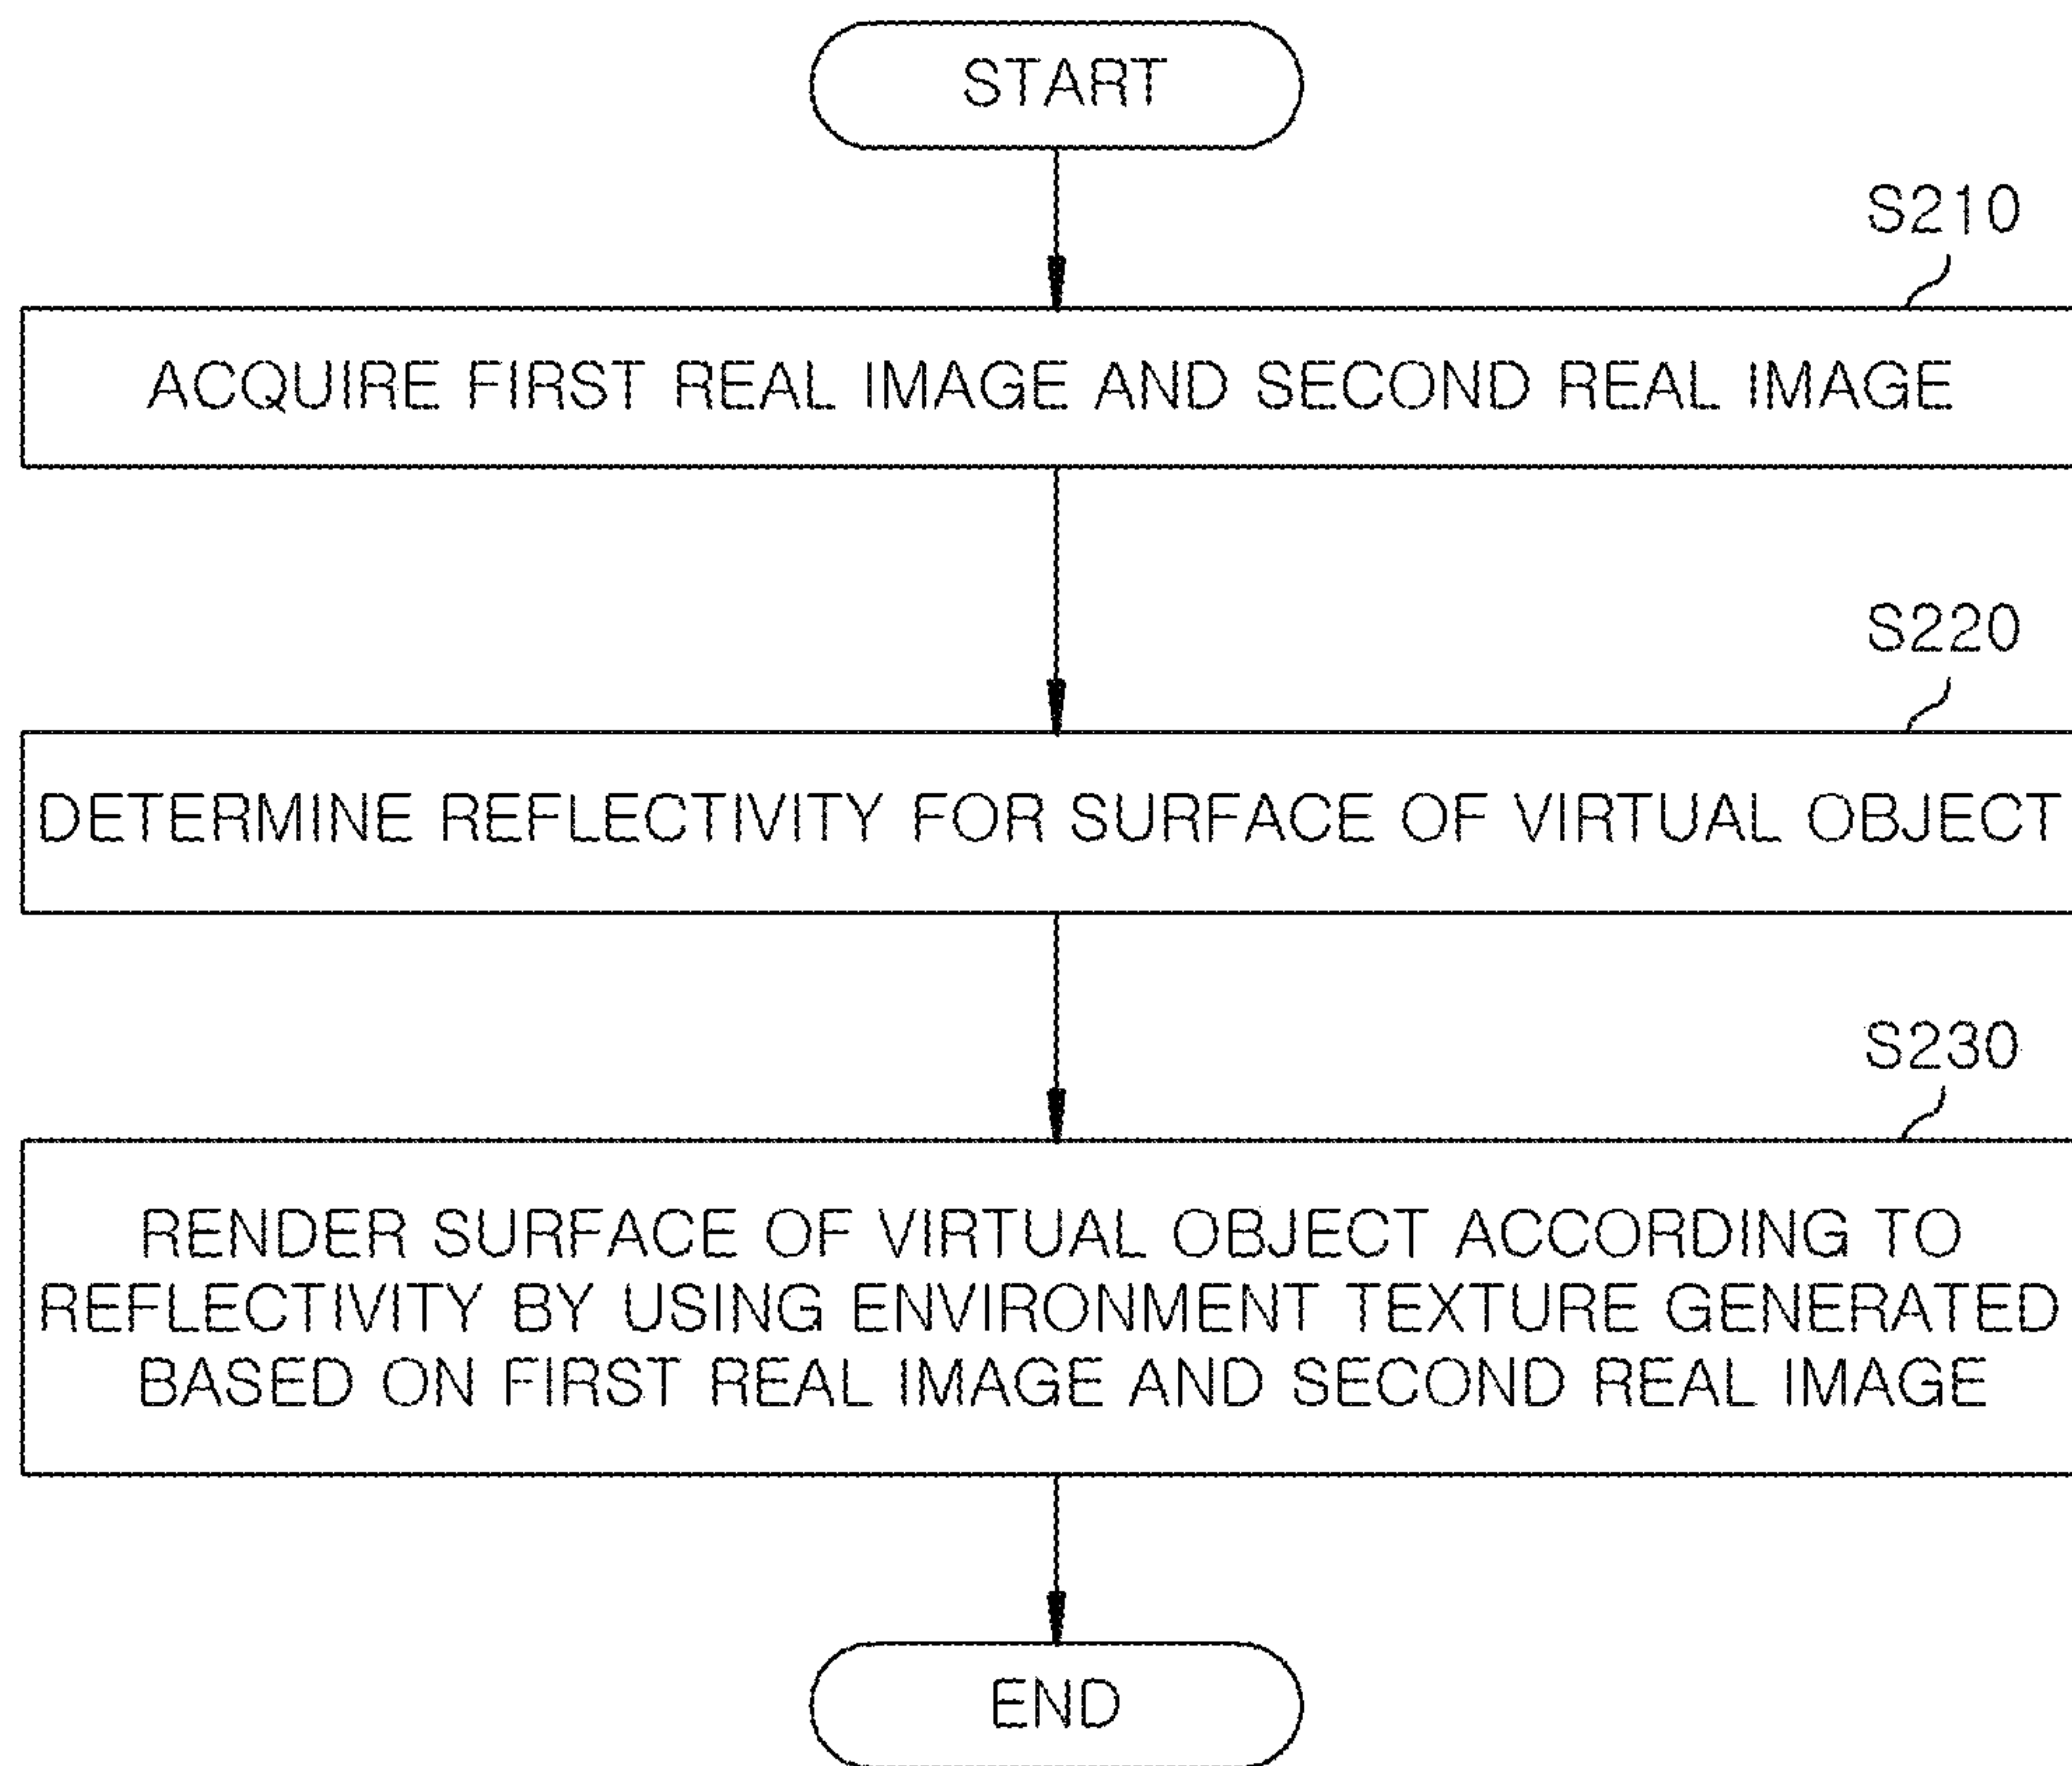 START
S210
ACQUIRE FIRST REAL IMAGE AND SECOND REAL IMAGE
S220
DETERMINE REFLECTIVITY FOR SURFACE OF VIRTUAL OBJECT
S230
RENDER SURFACE OF VIRTUAL OBJECT ACCORDING TO
REFLECTIVITY BY USING ENVIRONMENT TEXTURE GENERATED
BASED ON FIRST REAL IMAGE AND SECOND REAL IMAGE
END